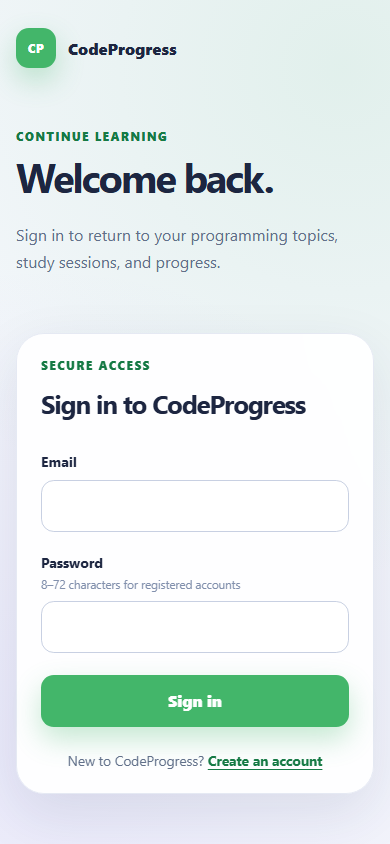 CP CodeProgress
CONTINUE LEARNING
Welcome back.
Sign in to return to your programming topics,
study sessions, and progress.
SECURE ACCESS
Sign in to CodeProgress
Email
Password
8–72 characters for registered accounts
Sign in
New to CodeProgress? Create an account